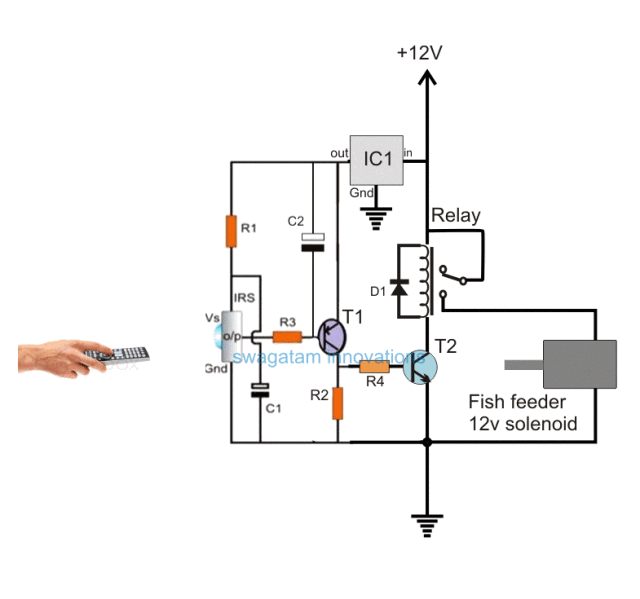 +12V
out
IC1
in
Gnd
Relay
R1
C2
D1
IRS
Vs
o/p
R3
T1
T2
swagatam innovations
Gnd
R4
R2
C1
Fish feeder
12v solenoid